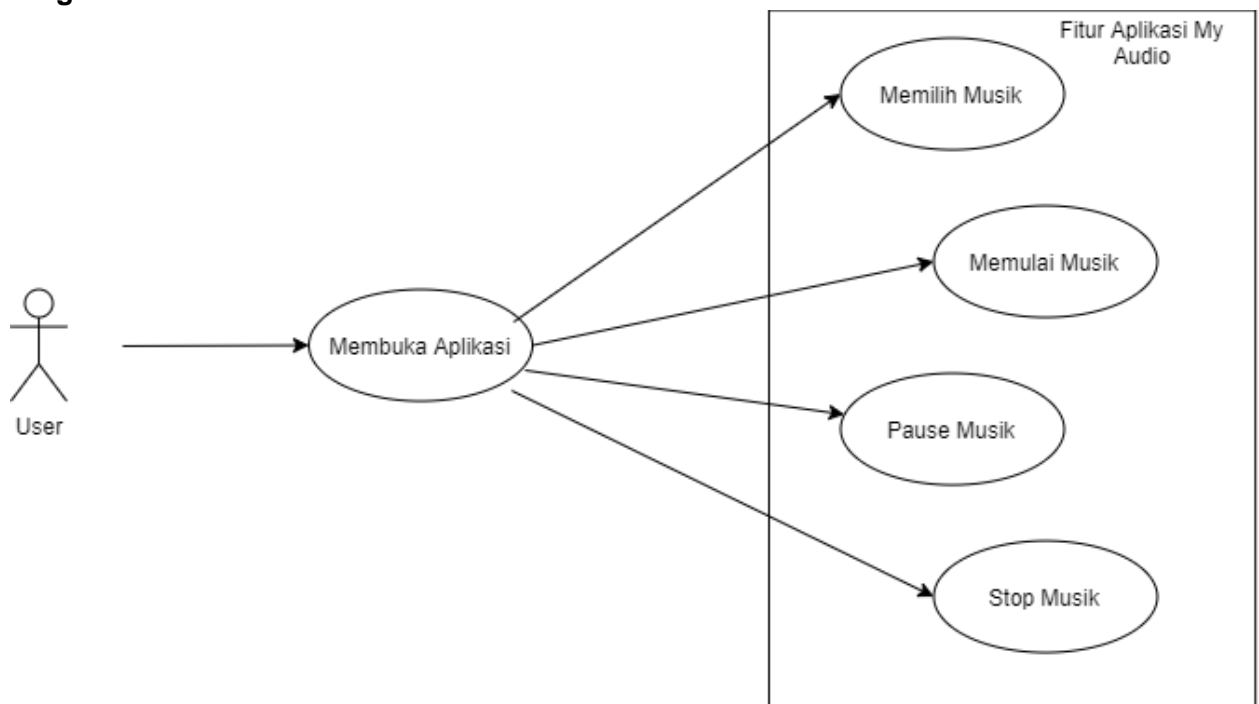 Fitur Aplikasi My
Audio
Memilih Musik
Memulai Musik
Membuka Aplikasi
User
Pause Musik
Stop Musik